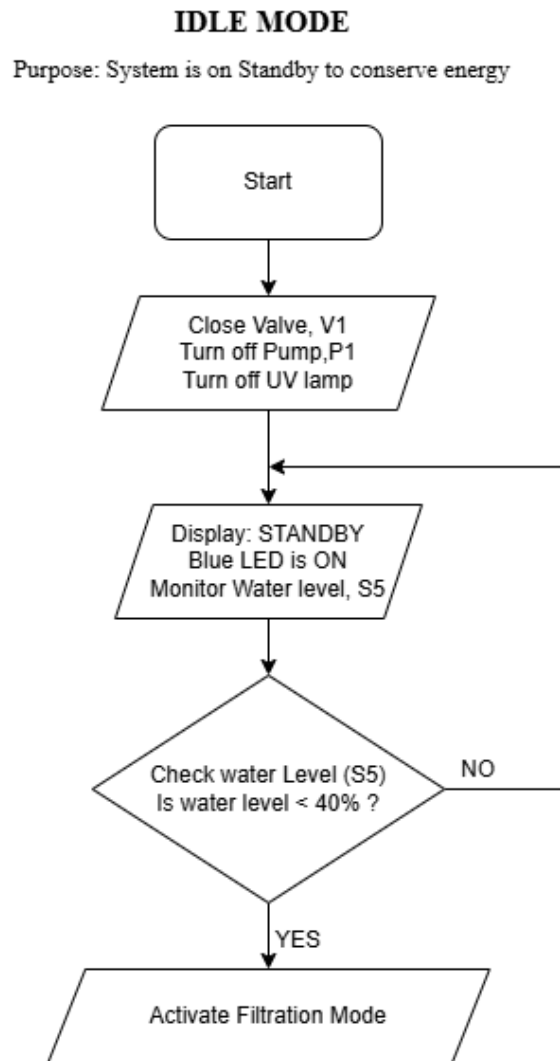 IDLE MODE
Purpose: System is on Standby to conserve energy
Start
Close Valve, V1
Turn off Pump,P1
Turn off UV lamp
Display: STANDBY
Blue LED is ON
Monitor Water level, S5
Check water Level (S5)
Is water level < 40% ?
NO
YES
Activate Filtration Mode